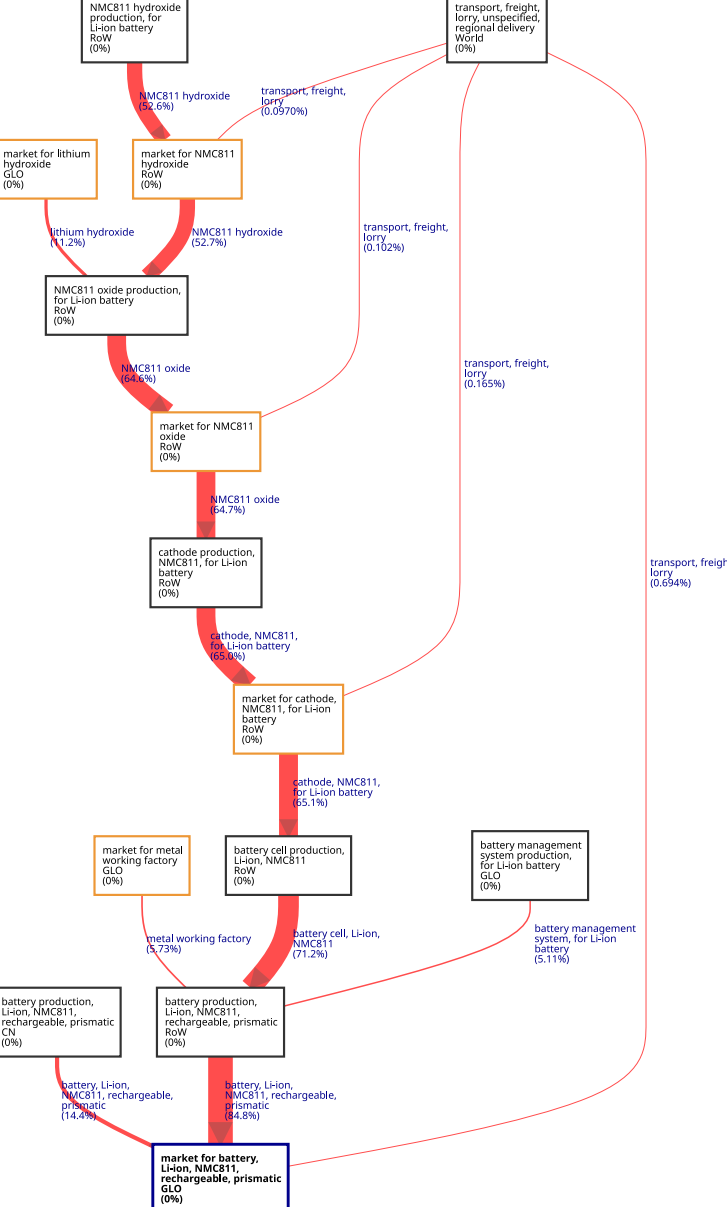 NMC811 hydroxide
production, for
Li-ion battery
RoW
(0%)
transport, freight,
lorry, unspecified,
regional delivery
World
(0%)
NMC811 hydroxide
(52.6%)
transport, freight,
lorry
(0.0970%)
market for lithium
hydroxide
GLO
(0%)
market for NMC811
hydroxide
RoW
(0%)
lithium hydroxide
(11.2%)
NMC811 hydroxide
(52.7%)
transport, freight,
lorry
(0.102%)
NMC811 oxide production,
for Li-ion battery
RoW
(0%)
NMC811 oxide
(64.6%)
transport, freight,
lorry
(0.165%)
market for NMC811
oxide
RoW
(0%)
NMC811 oxide
(64.7%)
cathode production,
NMC811, for Li-ion
battery
RoW
(0%)
transport, freigh
lorry
(0.694%)
cathode, NMC811,
for Li-ion battery
(65.0%)
market for cathode,
NMC811, for Li-ion
battery
RoW
(0%)
cathode, NMC811,
for Li-ion battery
(65.1%)
market for metal
working factory
GLO
(0%)
battery cell production,
Li-ion, NMC811
RoW
(0%)
battery management
system production,
for Li-ion battery
GLO
(0%)
metal working factory
(5.73%)
battery cell, Li-ion,
NMC811
(71.2%)
battery management
system, for Li-ion
battery
(5.11%)
battery production,
Li-ion, NMC811,
rechargeable, prismatic
CN
(0%)
battery production,
Li-ion, NMC811,
rechargeable, prismatic
RoW
(0%)
battery, Li-ion,
NMC811, rechargeable,
prismatic
(14.4%)
battery, Li-ion,
NMC811, rechargeable,
prismatic
(84.8%)
market for battery,
Li-ion, NMC811,
rechargeable, prismatic
GLO
(0%)